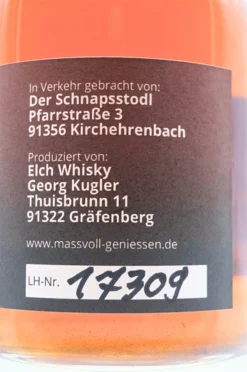 In Verkehr gebracht von:
Der Schnapsstodl
Pfarrstraße 3
91356 Kirchehrenbach
Produziert von:
Elch Whisky
Georg Kugler
Thuisbrunn 11
91322 Gräfenberg
www.massvoll-geniessen.de
LH-Nr. 17309